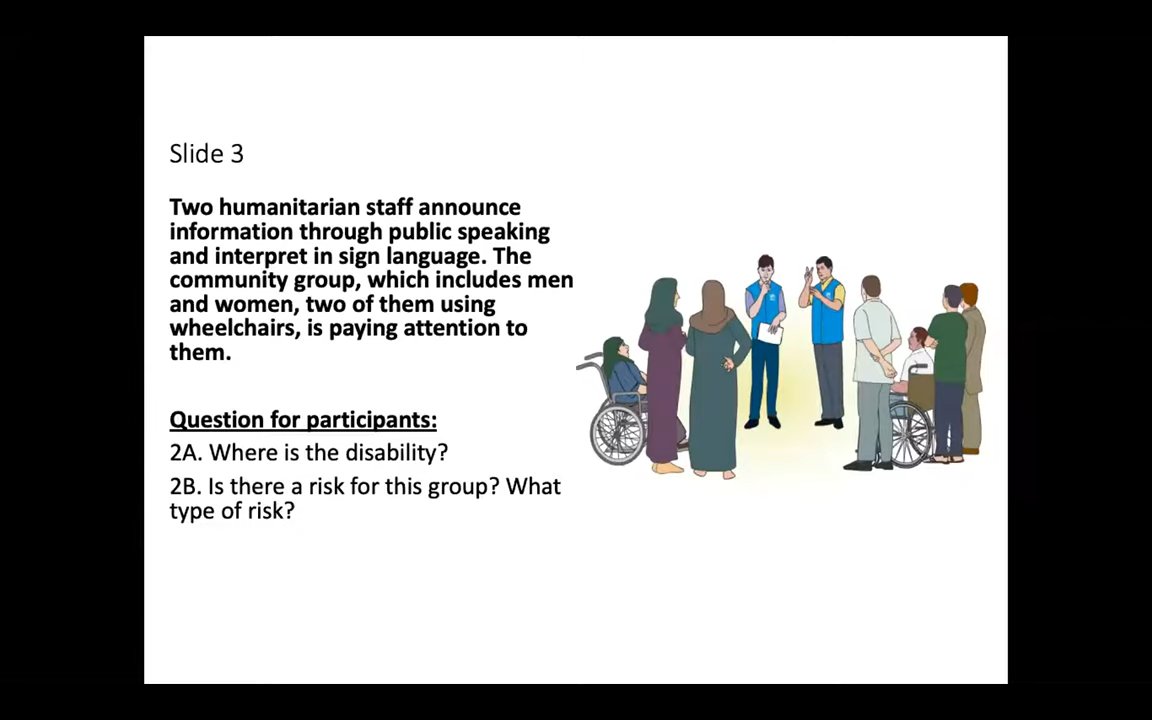 Slide 3
Two humanitarian staff announce
information through public speaking
and interpret in sign language. The
community group, which includes men
and women, two of them using
wheelchairs, is paying attention to
them.
Question for participants:
2A. Where is the disability?
2B. Is there a risk for this group? What
type of risk?